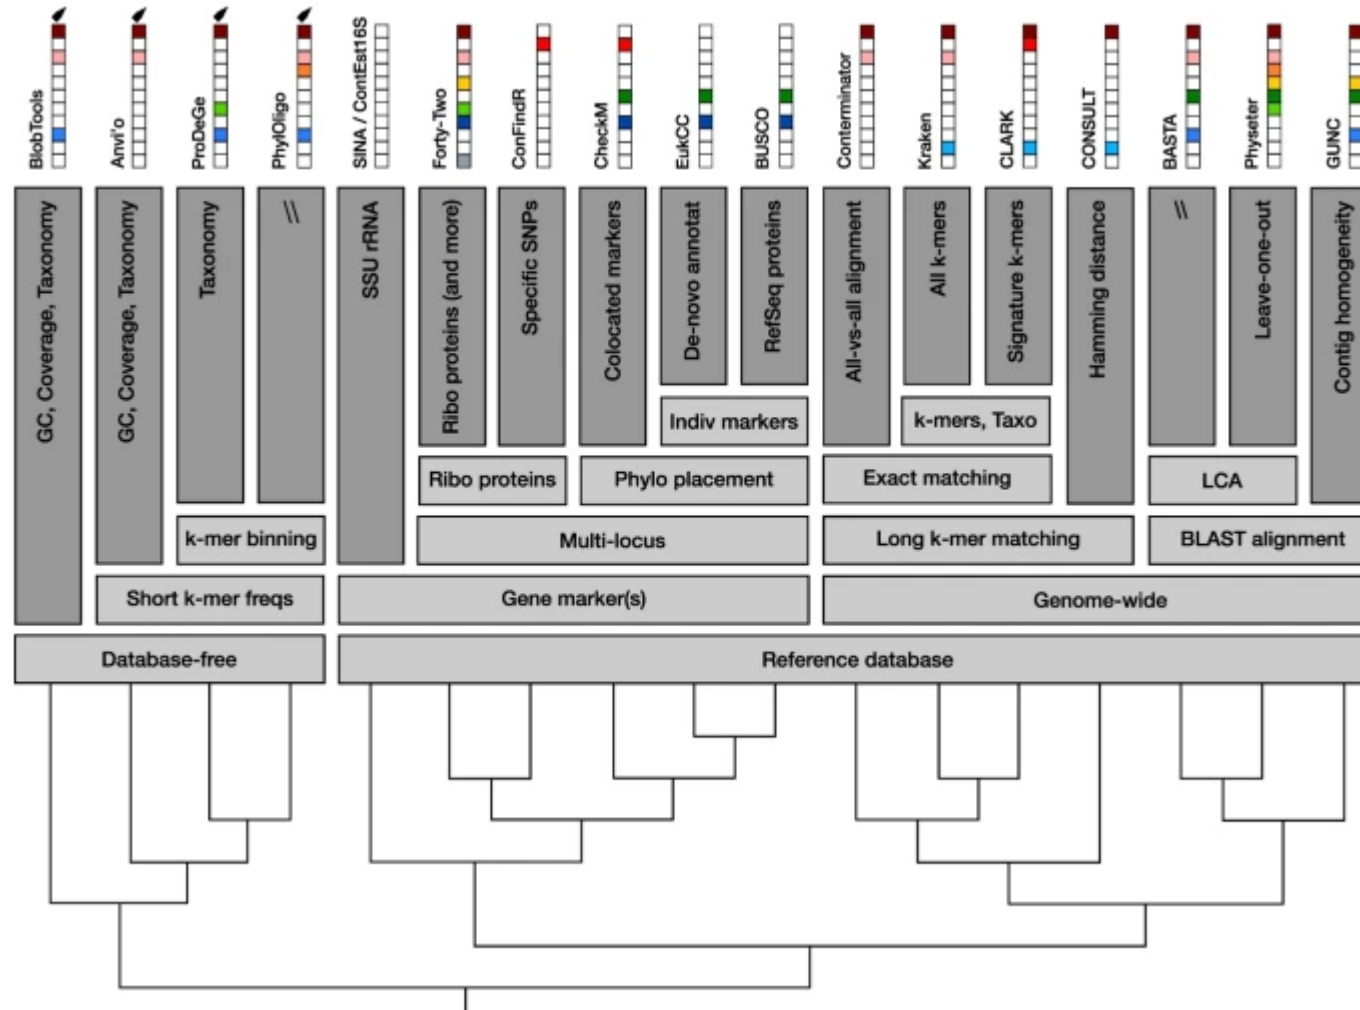 BlobTools
Anvi'o
ProDeGe
PhylOligo
SINA / ContEst16S
Forty-Two
ConFindR
CheckM
EukCC
BUSCO
Conterminator
Kraken
CLARK
CONSULT
BASTA
Physeter
GUNC
GC, Coverage, Taxonomy
GC, Coverage, Taxonomy
Taxonomy
//
SSU rRNA
Ribo proteins (and more)
Specific SNPs
Colocated markers
De-novo annotat
RefSeq proteins
All-vs-all alignment
All k-mers
Signature k-mers
Hamming distance
//
Leave-one-out
Contig homogeneity
Indiv markers
k-mers, Taxo
Ribo proteins
Phylo placement
Exact matching
LCA
k-mer binning
Multi-locus
Long k-mer matching
BLAST alignment
Short k-mer freqs
Gene marker(s)
Genome-wide
Database-free
Reference database